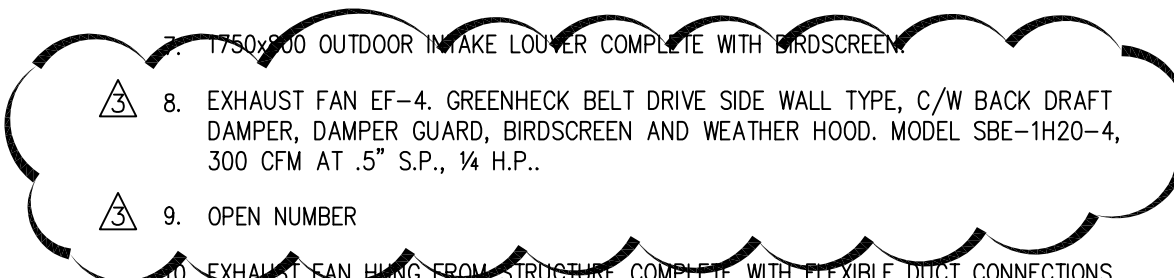 7. 1750x800 OUTDOOR INTAKE LOUVER COMPLETE WITH BIRDSCREEN.
3 8. EXHAUST FAN EF-4. GREENHECK BELT DRIVE SIDE WALL TYPE, C/W BACK DRAFT
DAMPER, DAMPER GUARD, BIRDSCREEN AND WEATHER HOOD. MODEL SBE-1H20-4,
300 CFM AT .5" S.P., ¼ H.P..
3 9. OPEN NUMBER
10. EXHAUST FAN HUNG FROM STRUCTURE COMPLETE WITH FLEXIBLE DUCT CONNECTIONS